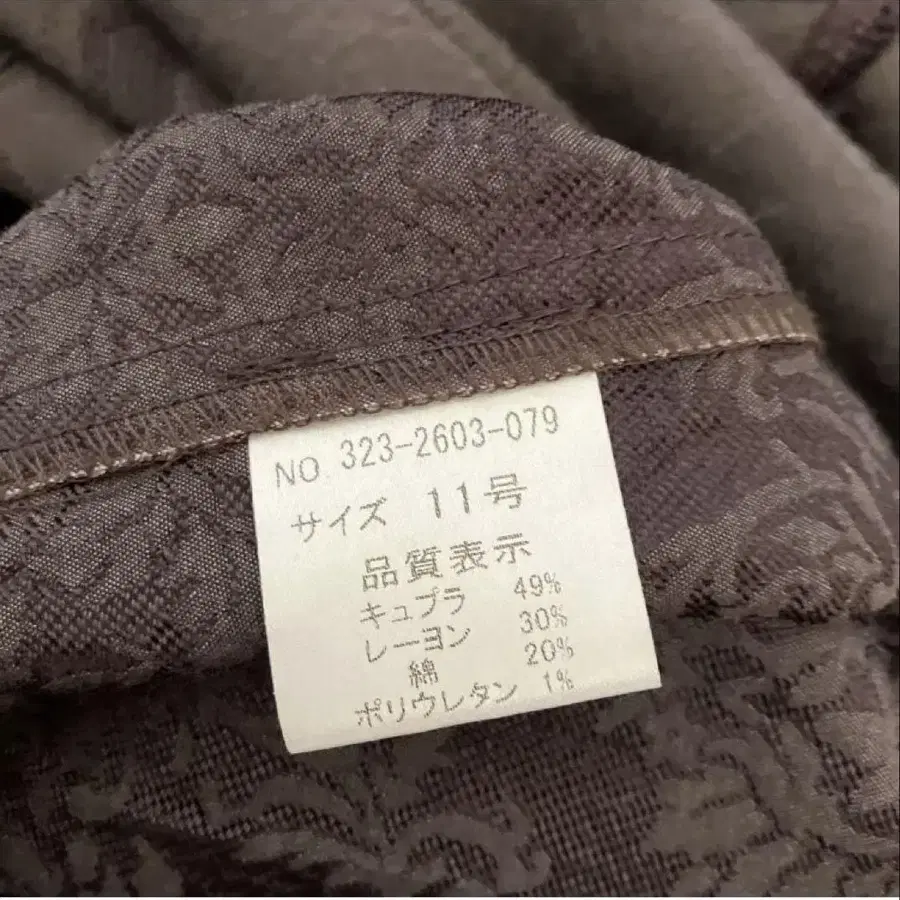 NO. 323-2603-079
サイズ 11号
品質表示
キュプラ 49%
レーヨン 30%
綿 20%
ポリウレタン 1%